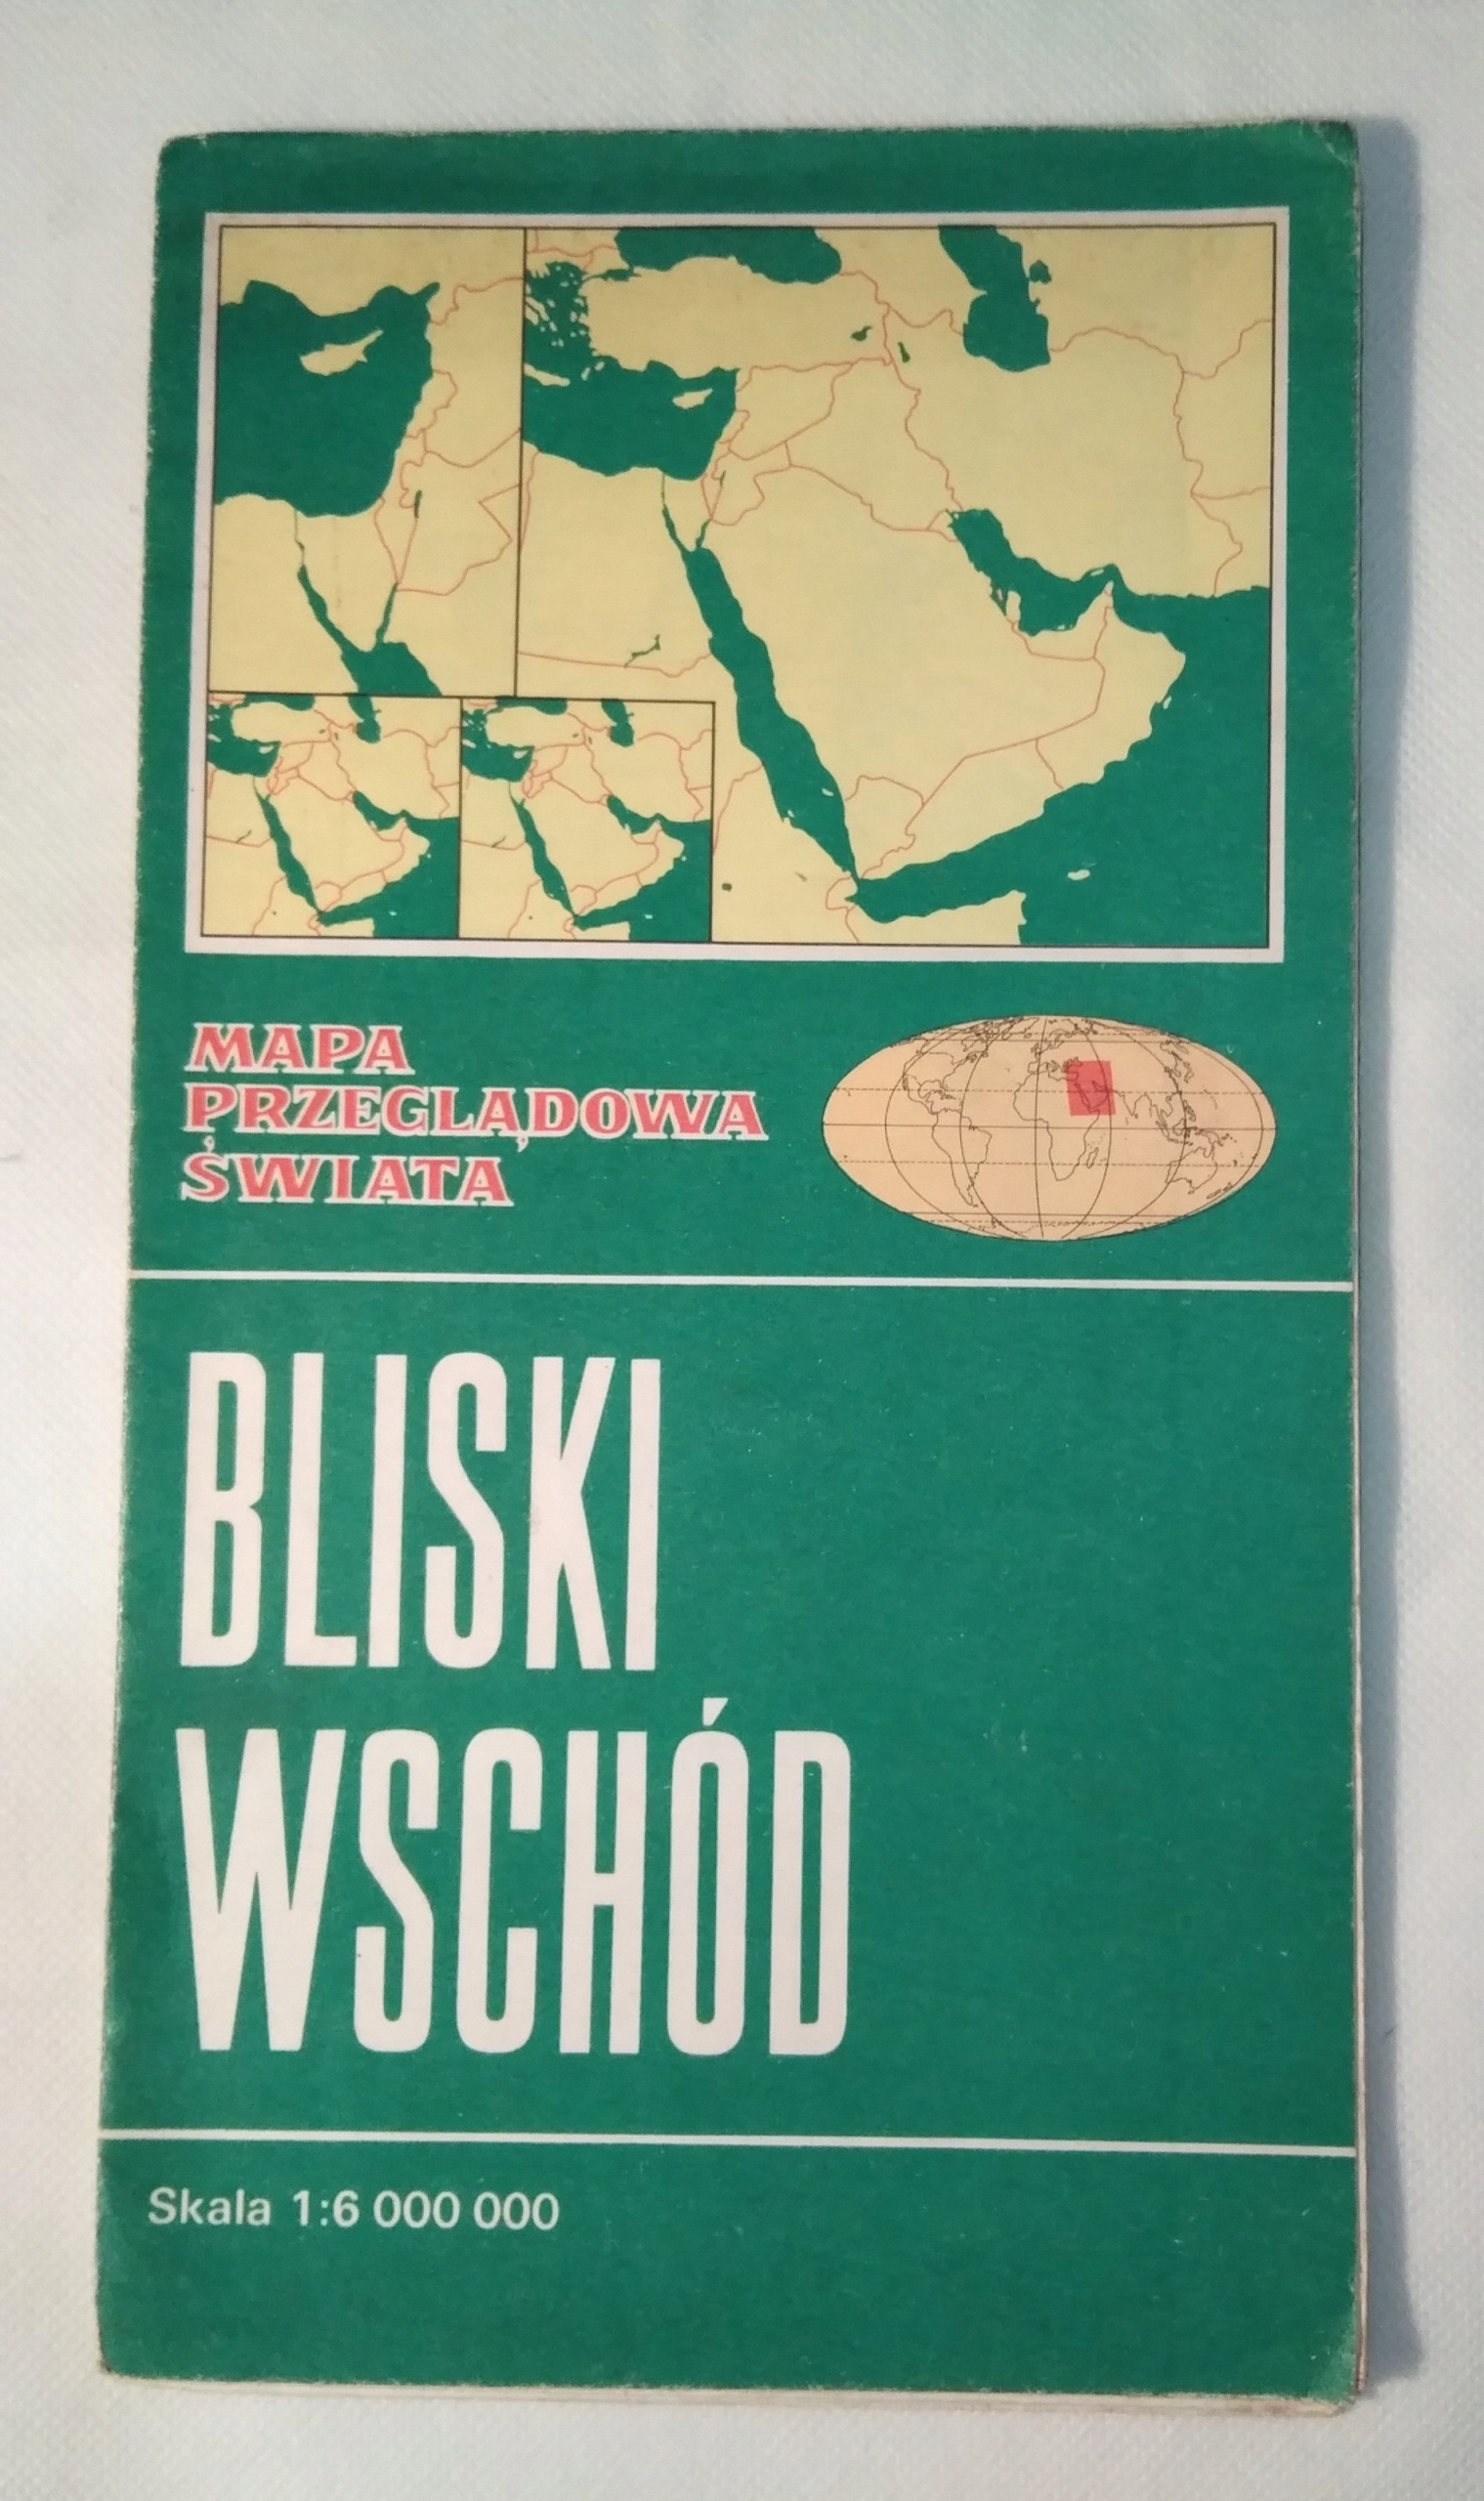 MAPA
PRZEGLĄDOWA
ŚWIATA
BLISKI
WSCHÓD
Skala 1:6 000 000